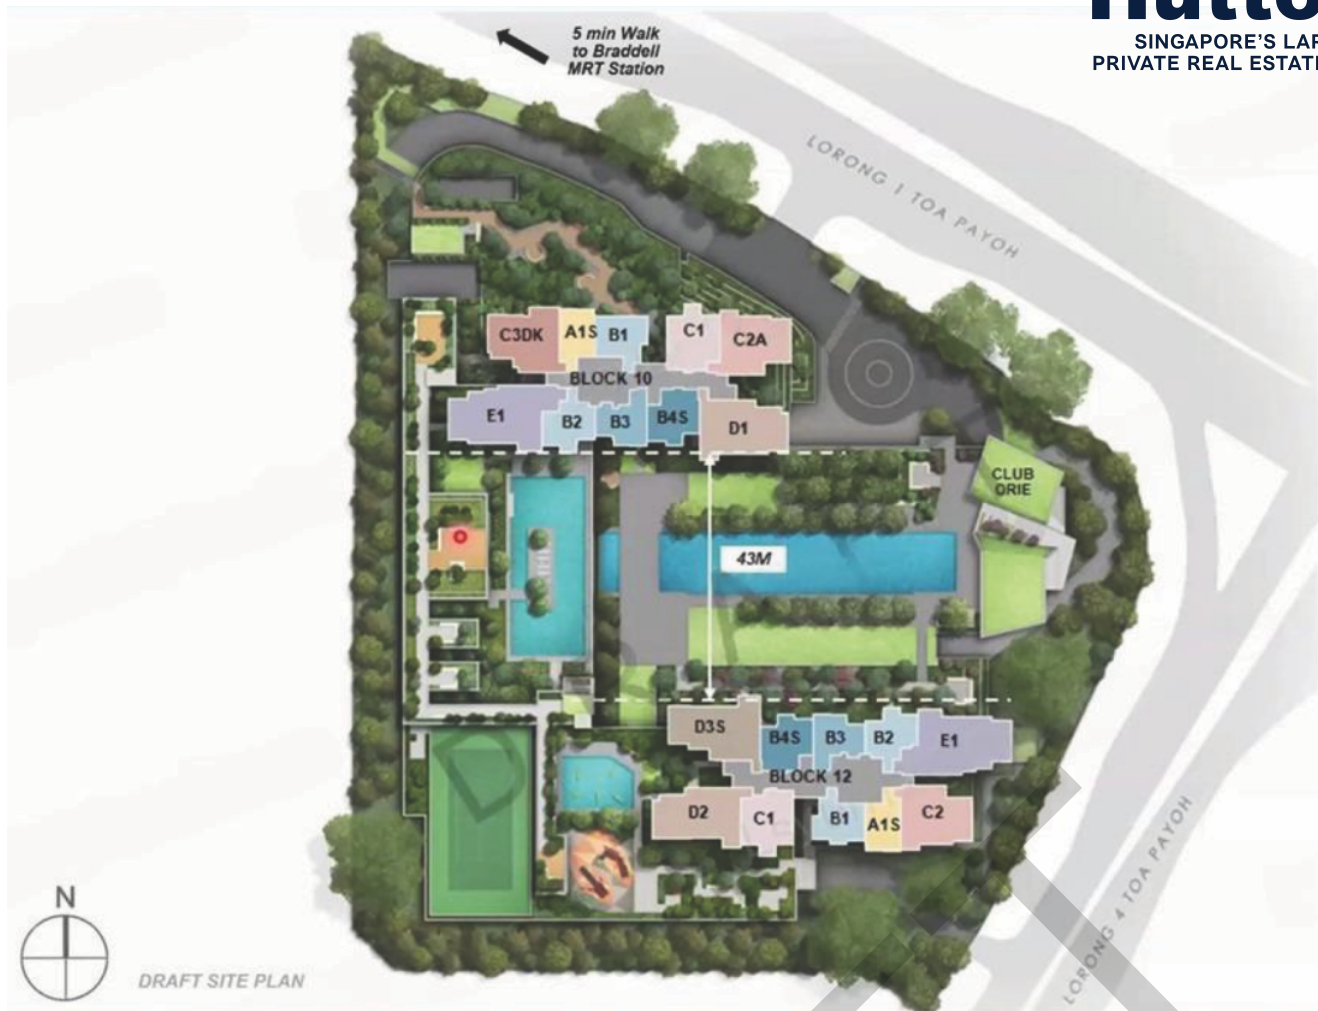 SINGAPORE'S
PRIVATE REAL
5 min Walk
to Braddell
MRT Station
LORONG 1 TOA PAYOH
C3DK
A1S
B1
C1
C2A
BLOCK 10
E1
B2
B3
B4S
D1
CLUB
ORIE
43M
D3S
B4S
B3
B2
E1
BLOCK 12
D2
C1
B1
A1S
C2
LORONG 4 TOA PAYOH
N
DRAFT SITE PLAN